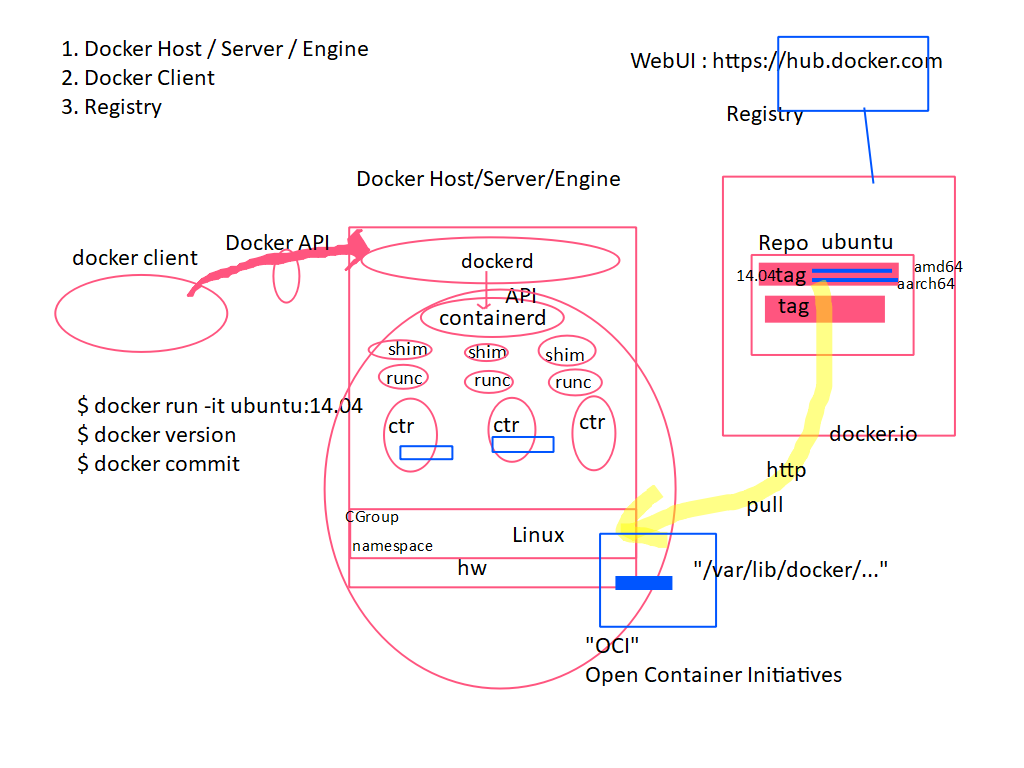 1. Docker Host / Server / Engine
2. Docker Client
3. Registry
WebUI : https://hub.docker.com
Registry
Docker Host/Server/Engine
docker client
Docker API
dockerd
API
containerd
shim
shim
shim
runc
runc
runc
ctr
ctr
ctr
$ docker run -it ubuntu:14.04
$ docker version
$ docker commit
CGroup
namespace
Linux
hw
Repo
ubuntu
14.04
tag
amd64
aarch64
tag
docker.io
http
pull
"/var/lib/docker/..."
"OCI"
Open Container Initiatives